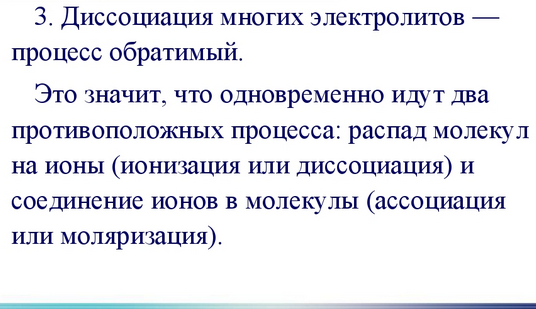 3. Диссоциация многих электролитов —
процесс обратимый.
Это значит, что одновременно идут два
противоположных процесса: распад молекул
на ионы (ионизация или диссоциация) и
соединение ионов в молекулы (ассоциация
или моляризация).